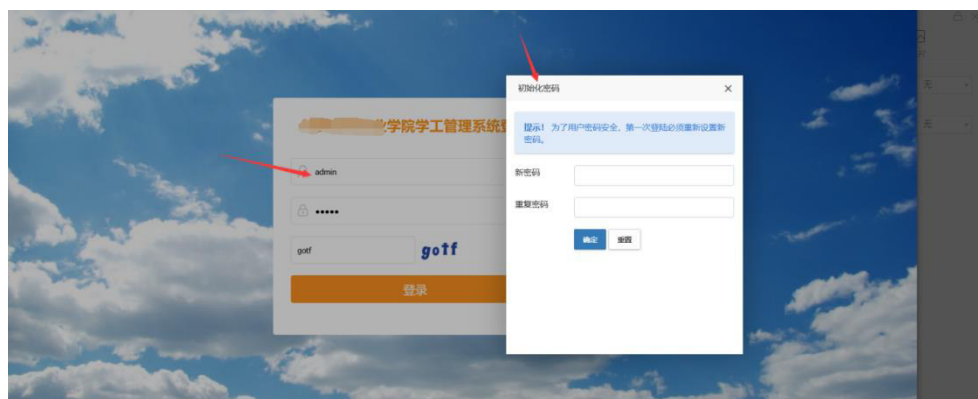 学院学工管理系统
admin
•••••
gotf
gotf
登录
初始化密码
×
提示! 为了用户密码安全, 第一次登陆必须重新设置新
密码。
新密码
重复密码
确定 重置
无
无